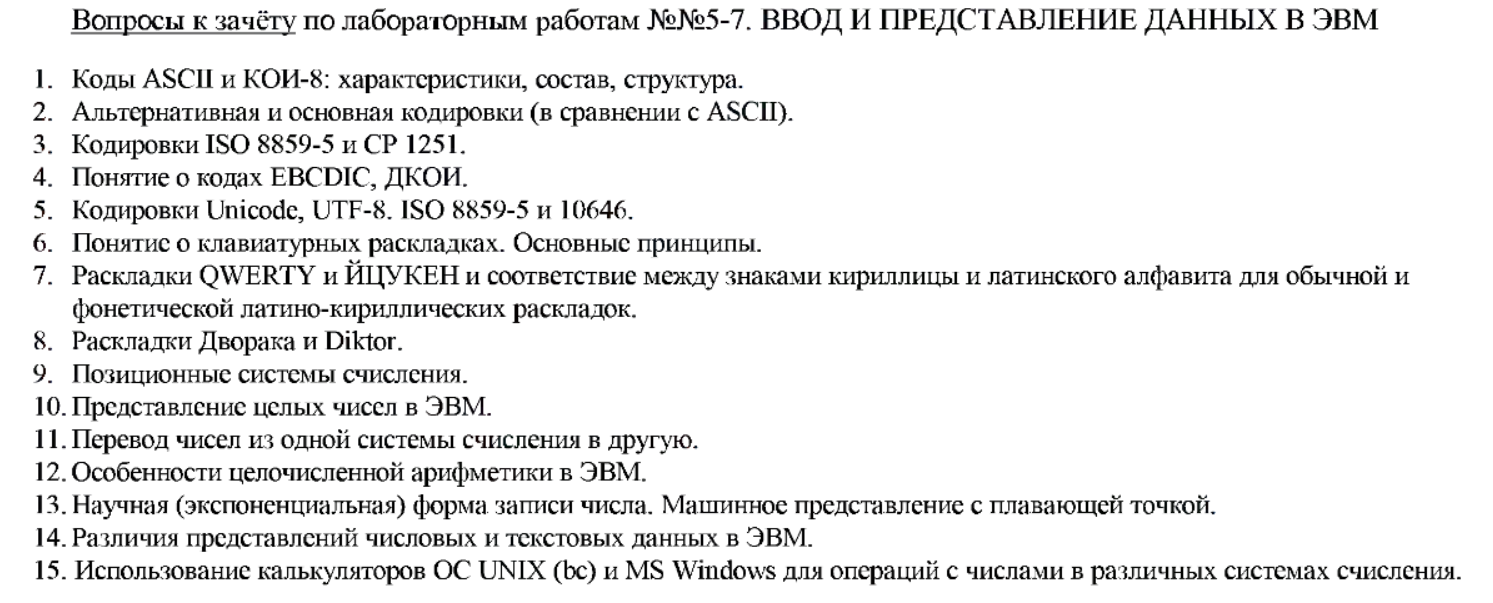 Вопросы к зачёту по лабораторным работам №№5-7. ВВОД И ПРЕДСТАВЛЕНИЕ ДАННЫХ В ЭВМ
1. Коды ASCII и КОИ-8: характеристики, состав, структура.
2. Альтернативная и основная кодировки (в сравнении с ASCII).
3. Кодировки ISO 8859-5 и CP 1251.
4. Понятие о кодах EBCDIC, ДКОИ.
5. Кодировки Unicode, UTF-8. ISO 8859-5 и 10646.
6. Понятие о клавиатурных раскладках. Основные принципы.
7. Раскладки QWERTY и ЙЦУКЕН и соответствие между знаками кириллицы и латинского алфавита для обычной и
фонетической латино-кириллических раскладок.
8. Раскладки Дворака и Diktor.
9. Позиционные системы счисления.
10. Представление целых чисел в ЭВМ.
11. Перевод чисел из одной системы счисления в другую.
12. Особенности целочисленной арифметики в ЭВМ.
13. Научная (экспоненциальная) форма записи числа. Машинное представление с плавающей точкой.
14. Различия представлений числовых и текстовых данных в ЭВМ.
15. Использование калькуляторов ОС UNIX (bc) и MS Windows для операций с числами в различных системах счисления.